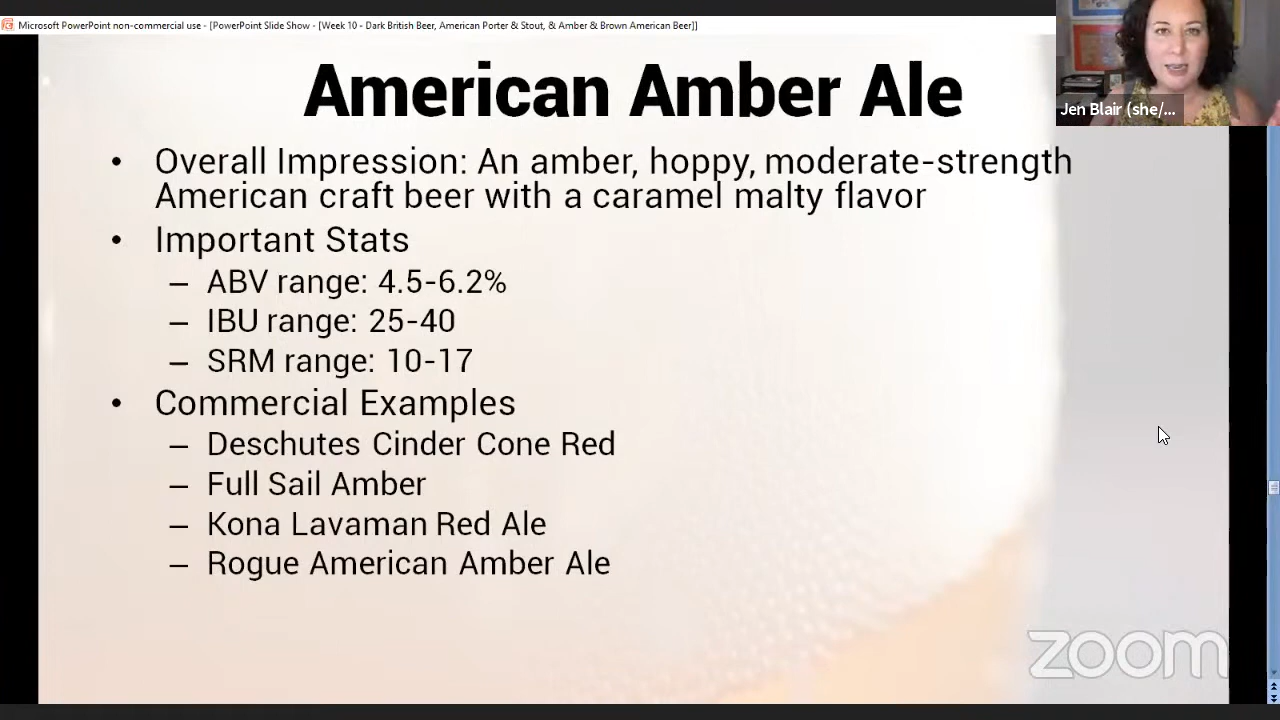 Microsoft PowerPoint non-commercial use - [PowerPoint Slide Show - [Week 10 - Dark British Beer, American Porter & Stout, & Amber & Brown American Beer]]
American Amber Ale
Jen Blair (she/...
• Overall Impression: An amber, hoppy, moderate-strength
American craft beer with a caramel malty flavor
• Important Stats
– ABV range: 4.5-6.2%
– IBU range: 25-40
– SRM range: 10-17
• Commercial Examples
– Deschutes Cinder Cone Red
– Full Sail Amber
– Kona Lavaman Red Ale
– Rogue American Amber Ale
zoom